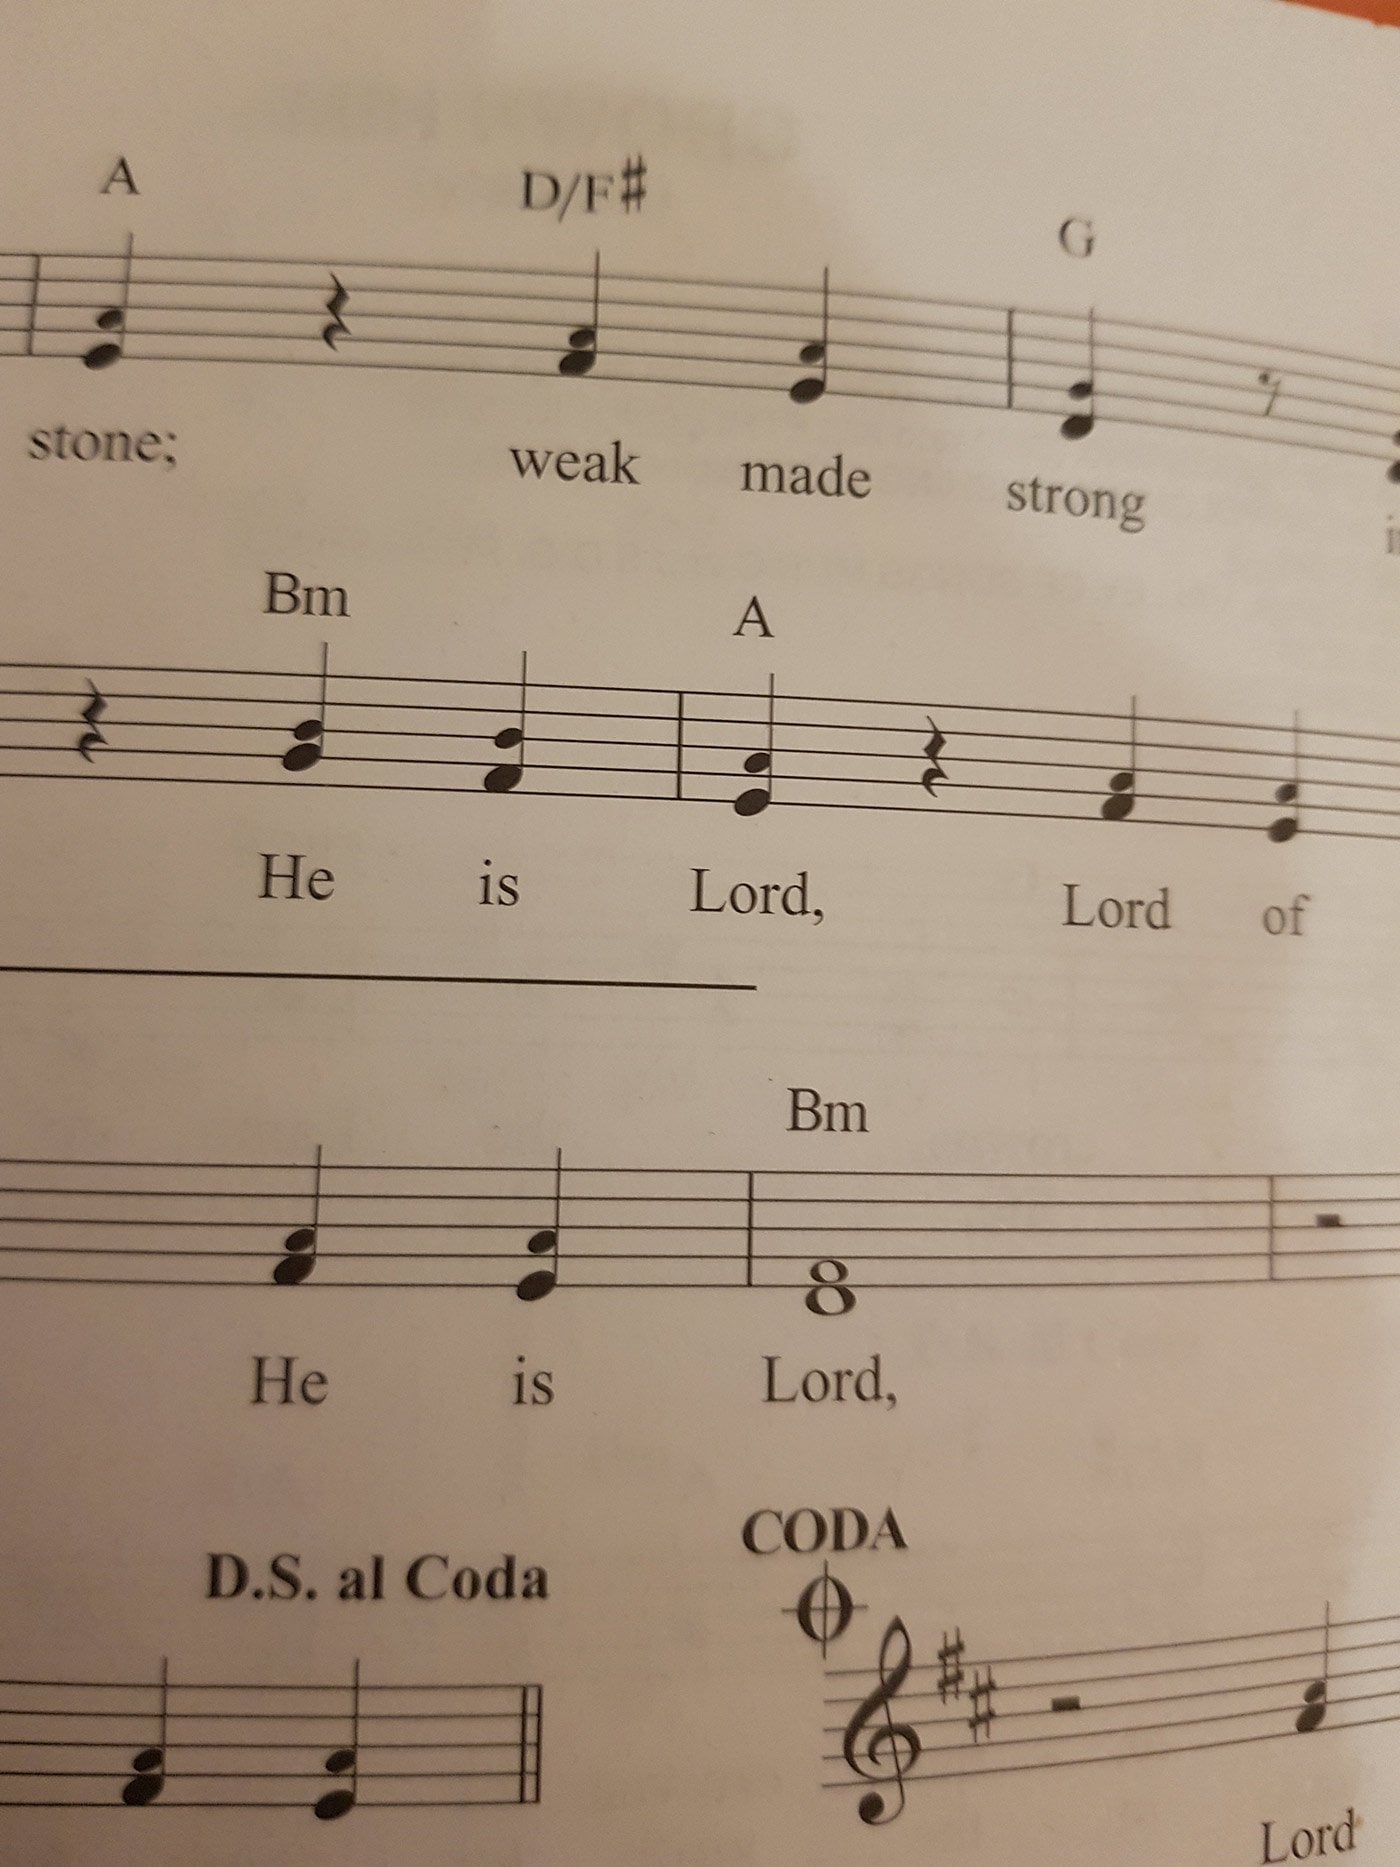 A D/F# G
stone; weak made strong
Bm A
He is Lord, Lord of
Bm
He is Lord,
D.S. al Coda CODA
Lord